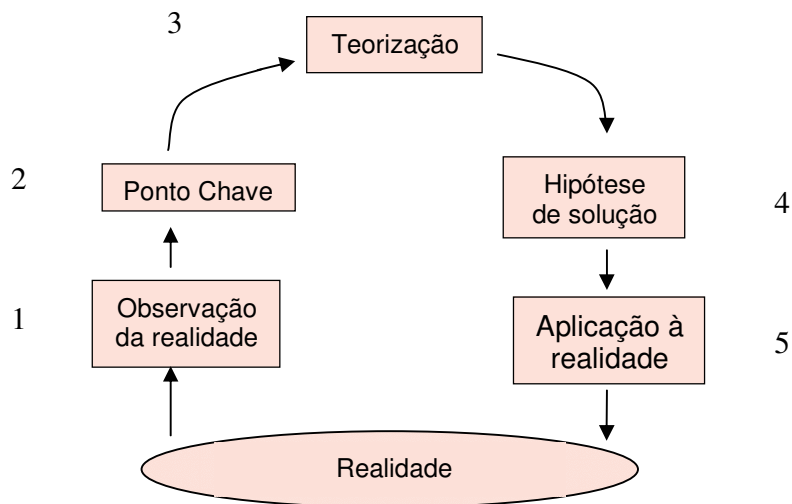 3
Teorização
2
Ponto Chave
Hipótese
de solução
4
1
Observação
da realidade
Aplicação à
realidade
5
Realidade